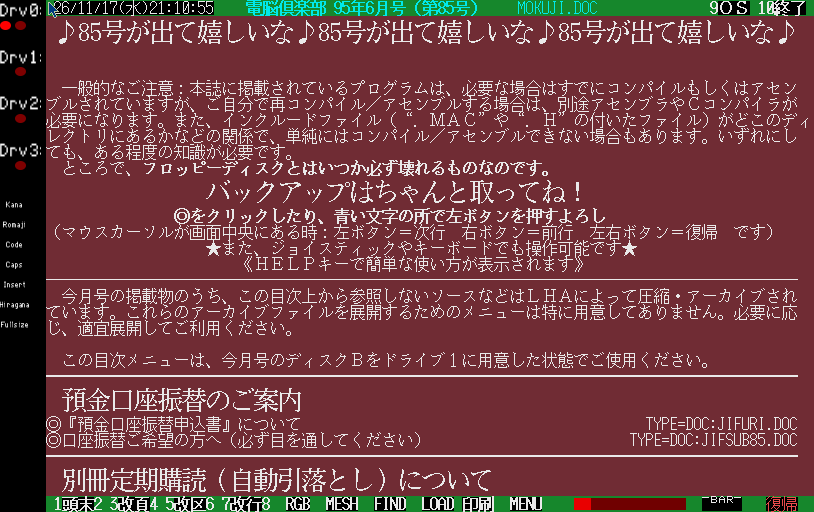 Drv0:
26/11/17(水)21:10:55 電脳倶楽部 95年6月号（第85号） MOKUJI.DOC 9OS 10終了
♪85号が出て嬉しいな♪85号が出て嬉しいな♪85号が出て嬉しいな♪
Drv1:
Drv2:
Drv3:
Kana
Romaji
Code
Caps
Insert
Hiragana
Fullsize
一般的なご注意：本誌に掲載されているプログラムは、必要な場合はすでにコンパイルもしくはアセン
ブルされていますが、ご自分で再コンパイル／アセンブルする場合は、別途アセンブラやＣコンパイラが
必要になります。また、インクルードファイル（“．ＭＡＣ”や“．Ｈ”の付いたファイル）がどこのディ
レクトリにあるかなどの関係で、単純にはコンパイル／アセンブルできない場合もあります。いずれにし
ても、ある程度の知識が必要です。
ところで、フロッピーディスクとはいつか必ず壊れるものなのです。
バックアップはちゃんと取ってね！
◎をクリックしたり、青い文字の所で左ボタンを押すよろし
（マウスカーソルが画面中央にある時：左ボタン＝次行　右ボタン＝前行　左右ボタン＝復帰　です）
★また、ジョイスティックやキーボードでも操作可能です★
《ＨＥＬＰキーで簡単な使い方が表示されます》
今月号の掲載物のうち、この目次上から参照しないソースなどはＬＨＡによって圧縮・アーカイブされ
ています。これらのアーカイブファイルを展開するためのメニューは特に用意してありません。必要に応
じ、適宜展開してご利用ください。
この目次メニューは、今月号のディスクＢをドライブ１に用意した状態でご使用ください。
預金口座振替のご案内
◎『預金口座振替申込書』について TYPE=DOC:JIFURI.DOC
◎口座振替ご希望の方へ（必ず目を通してください） TYPE=DOC:JIFSUB85.DOC
別冊定期購読（自動引落とし）について
1頭末2 3改頁4 5改区6 7改行8 RGB MESH FIND LOAD 印刷 MENU -BAR- 復帰